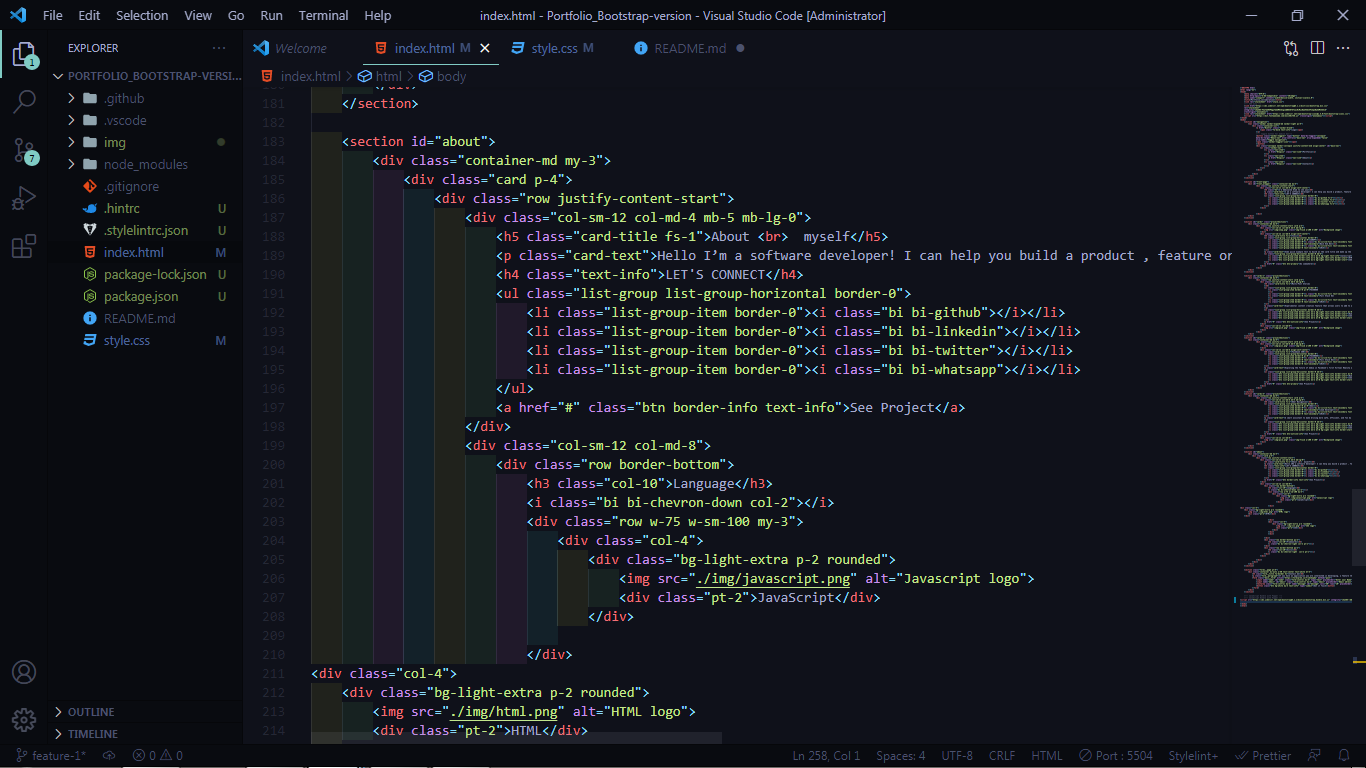 File Edit Selection View Go Run Terminal Help
index.html - Portfolio_Bootstrap-version - Visual Studio Code [Administrator]
EXPLORER
Welcome
index.html M
style.css M
README.md
PORTFOLIO_BOOTSTRAP-VERSI...
index.html > html > body
.github
.vscode
img
node_modules
.gitignore
.hintrc U
.stylelintrc.json U
index.html M
package-lock.json U
package.json U
README.md
style.css M
1
7
OUTLINE
TIMELINE
181 </section>
182
183 <section id="about">
184 <div class="container-md my-3">
185 <div class="card p-4">
186 <div class="row justify-content-start">
187 <div class="col-sm-12 col-md-4 mb-5 mb-lg-0">
188 <h5 class="card-title fs-1">About <br>  myself</h5>
189 <p class="card-text">Hello I’m a software developer! I can help you build a product , feature or
190 <h4 class="text-info">LET'S CONNECT</h4>
191 <ul class="list-group list-group-horizontal border-0">
192 <li class="list-group-item border-0"><i class="bi bi-github"></i></li>
193 <li class="list-group-item border-0"><i class="bi bi-linkedin"></i></li>
194 <li class="list-group-item border-0"><i class="bi bi-twitter"></i></li>
195 <li class="list-group-item border-0"><i class="bi bi-whatsapp"></i></li>
196 </ul>
197 <a href="#" class="btn border-info text-info">See Project</a>
198 </div>
199 <div class="col-sm-12 col-md-8">
200 <div class="row border-bottom">
201 <h3 class="col-10">Language</h3>
202 <i class="bi bi-chevron-down col-2"></i>
203 <div class="row w-75 w-sm-100 my-3">
204 <div class="col-4">
205 <div class="bg-light-extra p-2 rounded">
206 <img src="./img/javascript.png" alt="Javascript logo">
207 <div class="pt-2">JavaScript</div>
208 </div>
209
210 </div>
211 <div class="col-4">
212 <div class="bg-light-extra p-2 rounded">
213 <img src="./img/html.png" alt="HTML logo">
214 <div class="pt-2">HTML</div>
feature-1* 0 0 Ln 258, Col 1 Spaces: 4 UTF-8 CRLF HTML Port : 5504 Stylelint+ Prettier